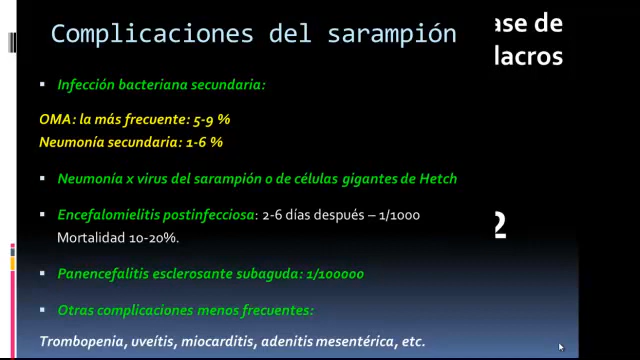 Complicaciones del sarampión
ase de
lacros
Infección bacteriana secundaria:
OMA: la más frecuente: 5-9 %
Neumonía secundaria: 1-6 %
Neumonía x virus del sarampión o de células gigantes de Hetch
Encefalomielitis postinfecciosa: 2-6 días después – 1/1000
Mortalidad 10-20%.
2
Panencefalitis esclerosante subaguda: 1/100000
Otras complicaciones menos frecuentes:
Trombopenia, uveítis, miocarditis, adenitis mesentérica, etc.